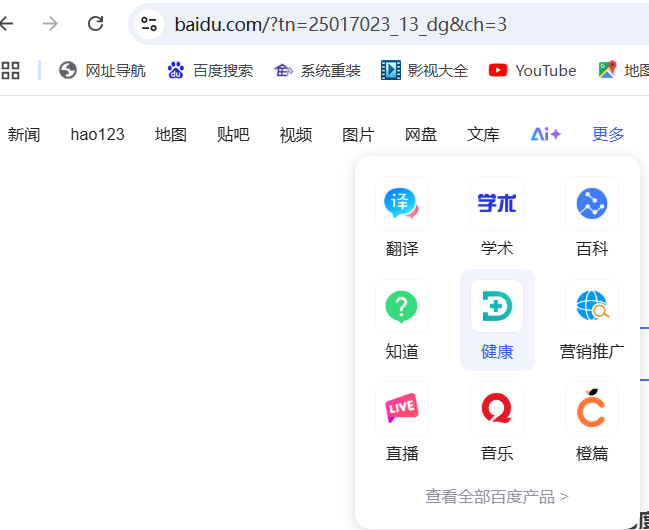 baidu.com/?tn=25017023_13_dg&ch=3
网址导航 百度搜索 系统重装 影视大全 YouTube 地图
新闻 hao123 地图 贴吧 视频 图片 网盘 文库 Ai+ 更多
译 学术
翻译 学术 百科
?
知道 健康 营销推广
LIVE
直播 音乐 橙篇
查看全部百度产品 >
度